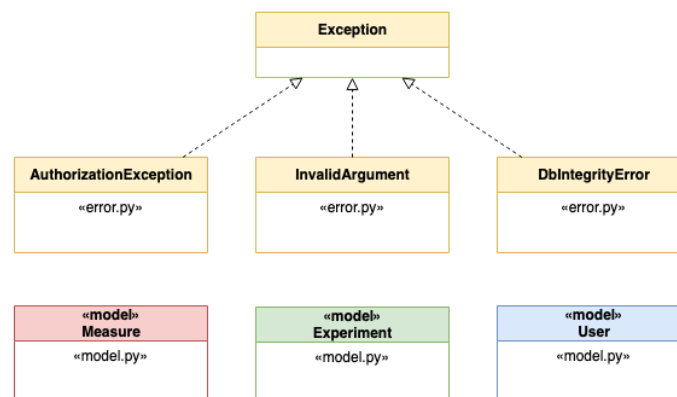 Exception
AuthorizationException
InvalidArgument
DbIntegrityError
«error.py»
«error.py»
«error.py»
«model»
Measure
«model»
Experiment
«model»
User
«model.py»
«model.py»
«model.py»